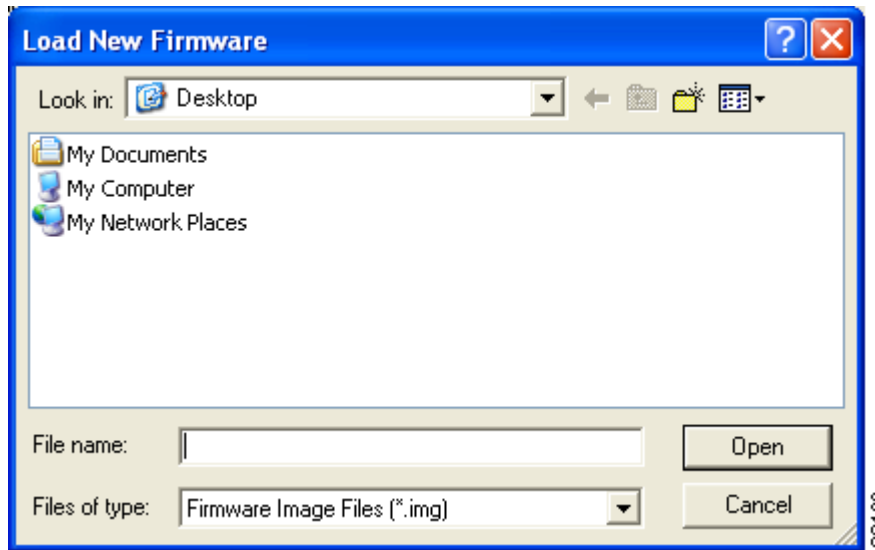 Load New Firmware
Look in: Desktop
My Documents
My Computer
My Network Places
File name: Open
Files of type: Firmware Image Files (*.img) Cancel